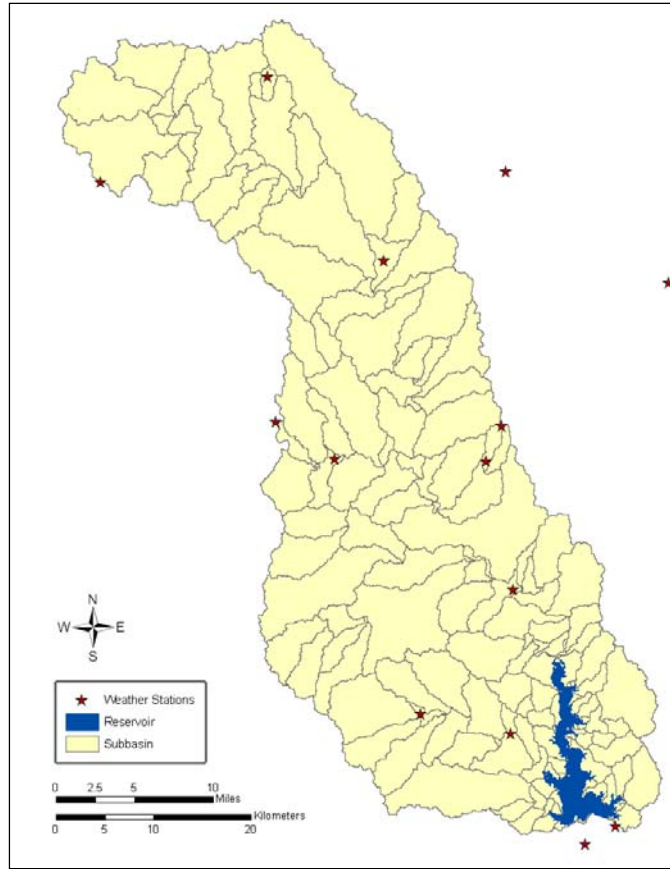 N
W E
S
Weather Stations
Reservoir
Subbasin
0 2.5 5 10
Miles
Kilometers
0 5 10 20